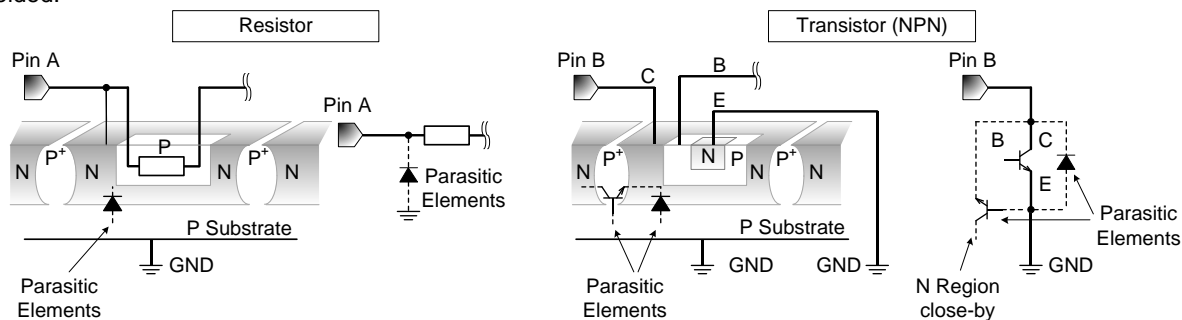 Resistor
Transistor (NPN)
Pin A
Pin A
N
P+
N
P
N
P+
N
Parasitic
Elements
P Substrate
GND
Parasitic
Elements
Pin B
C
B
E
N
P+
N
N
P
N
P+
N
P Substrate
GND
GND
Parasitic
Elements
Pin B
B
C
E
Parasitic
Elements
GND
N Region
close-by